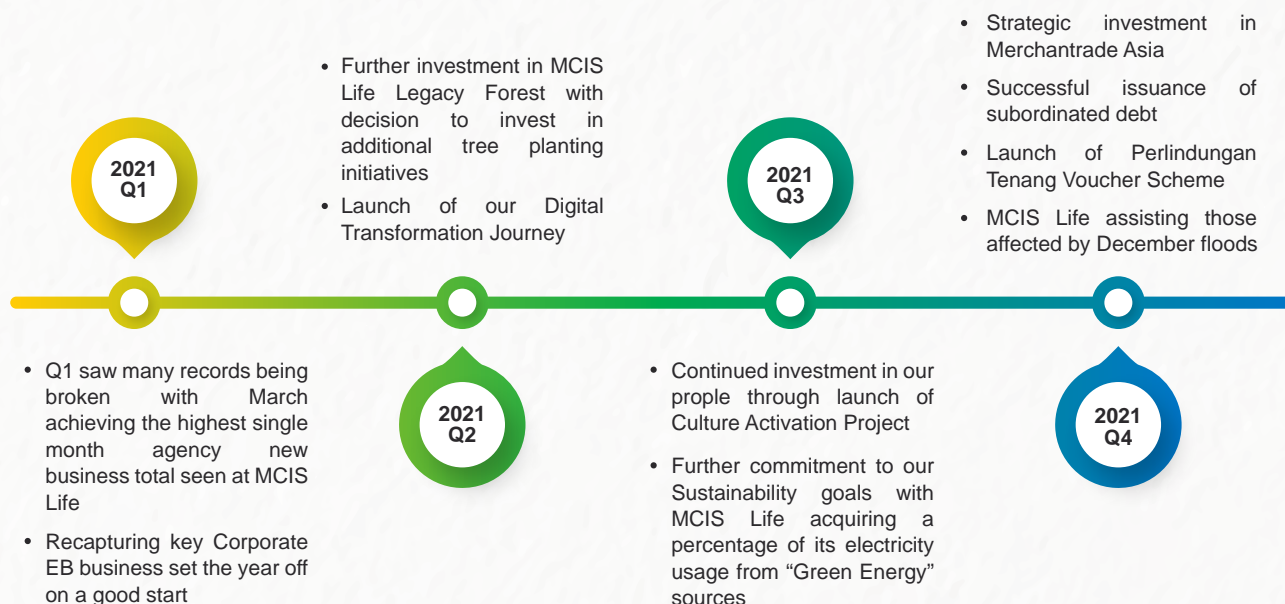 2021
Q1
• Q1 saw many records being
broken with March
achieving the highest single
month agency new
business total seen at MCIS
Life
• Recapturing key Corporate
EB business set the year off
on a good start
• Further investment in MCIS
Life Legacy Forest with
decision to invest in
additional tree planting
initiatives
• Launch of our Digital
Transformation Journey
2021
Q2
2021
Q3
• Continued investment in our
prople through launch of
Culture Activation Project
• Further commitment to our
Sustainability goals with
MCIS Life acquiring a
percentage of its electricity
usage from “Green Energy”
sources
• Strategic investment in
Merchantrade Asia
• Successful issuance of
subordinated debt
• Launch of Perlindungan
Tenang Voucher Scheme
• MCIS Life assisting those
affected by December floods
2021
Q4